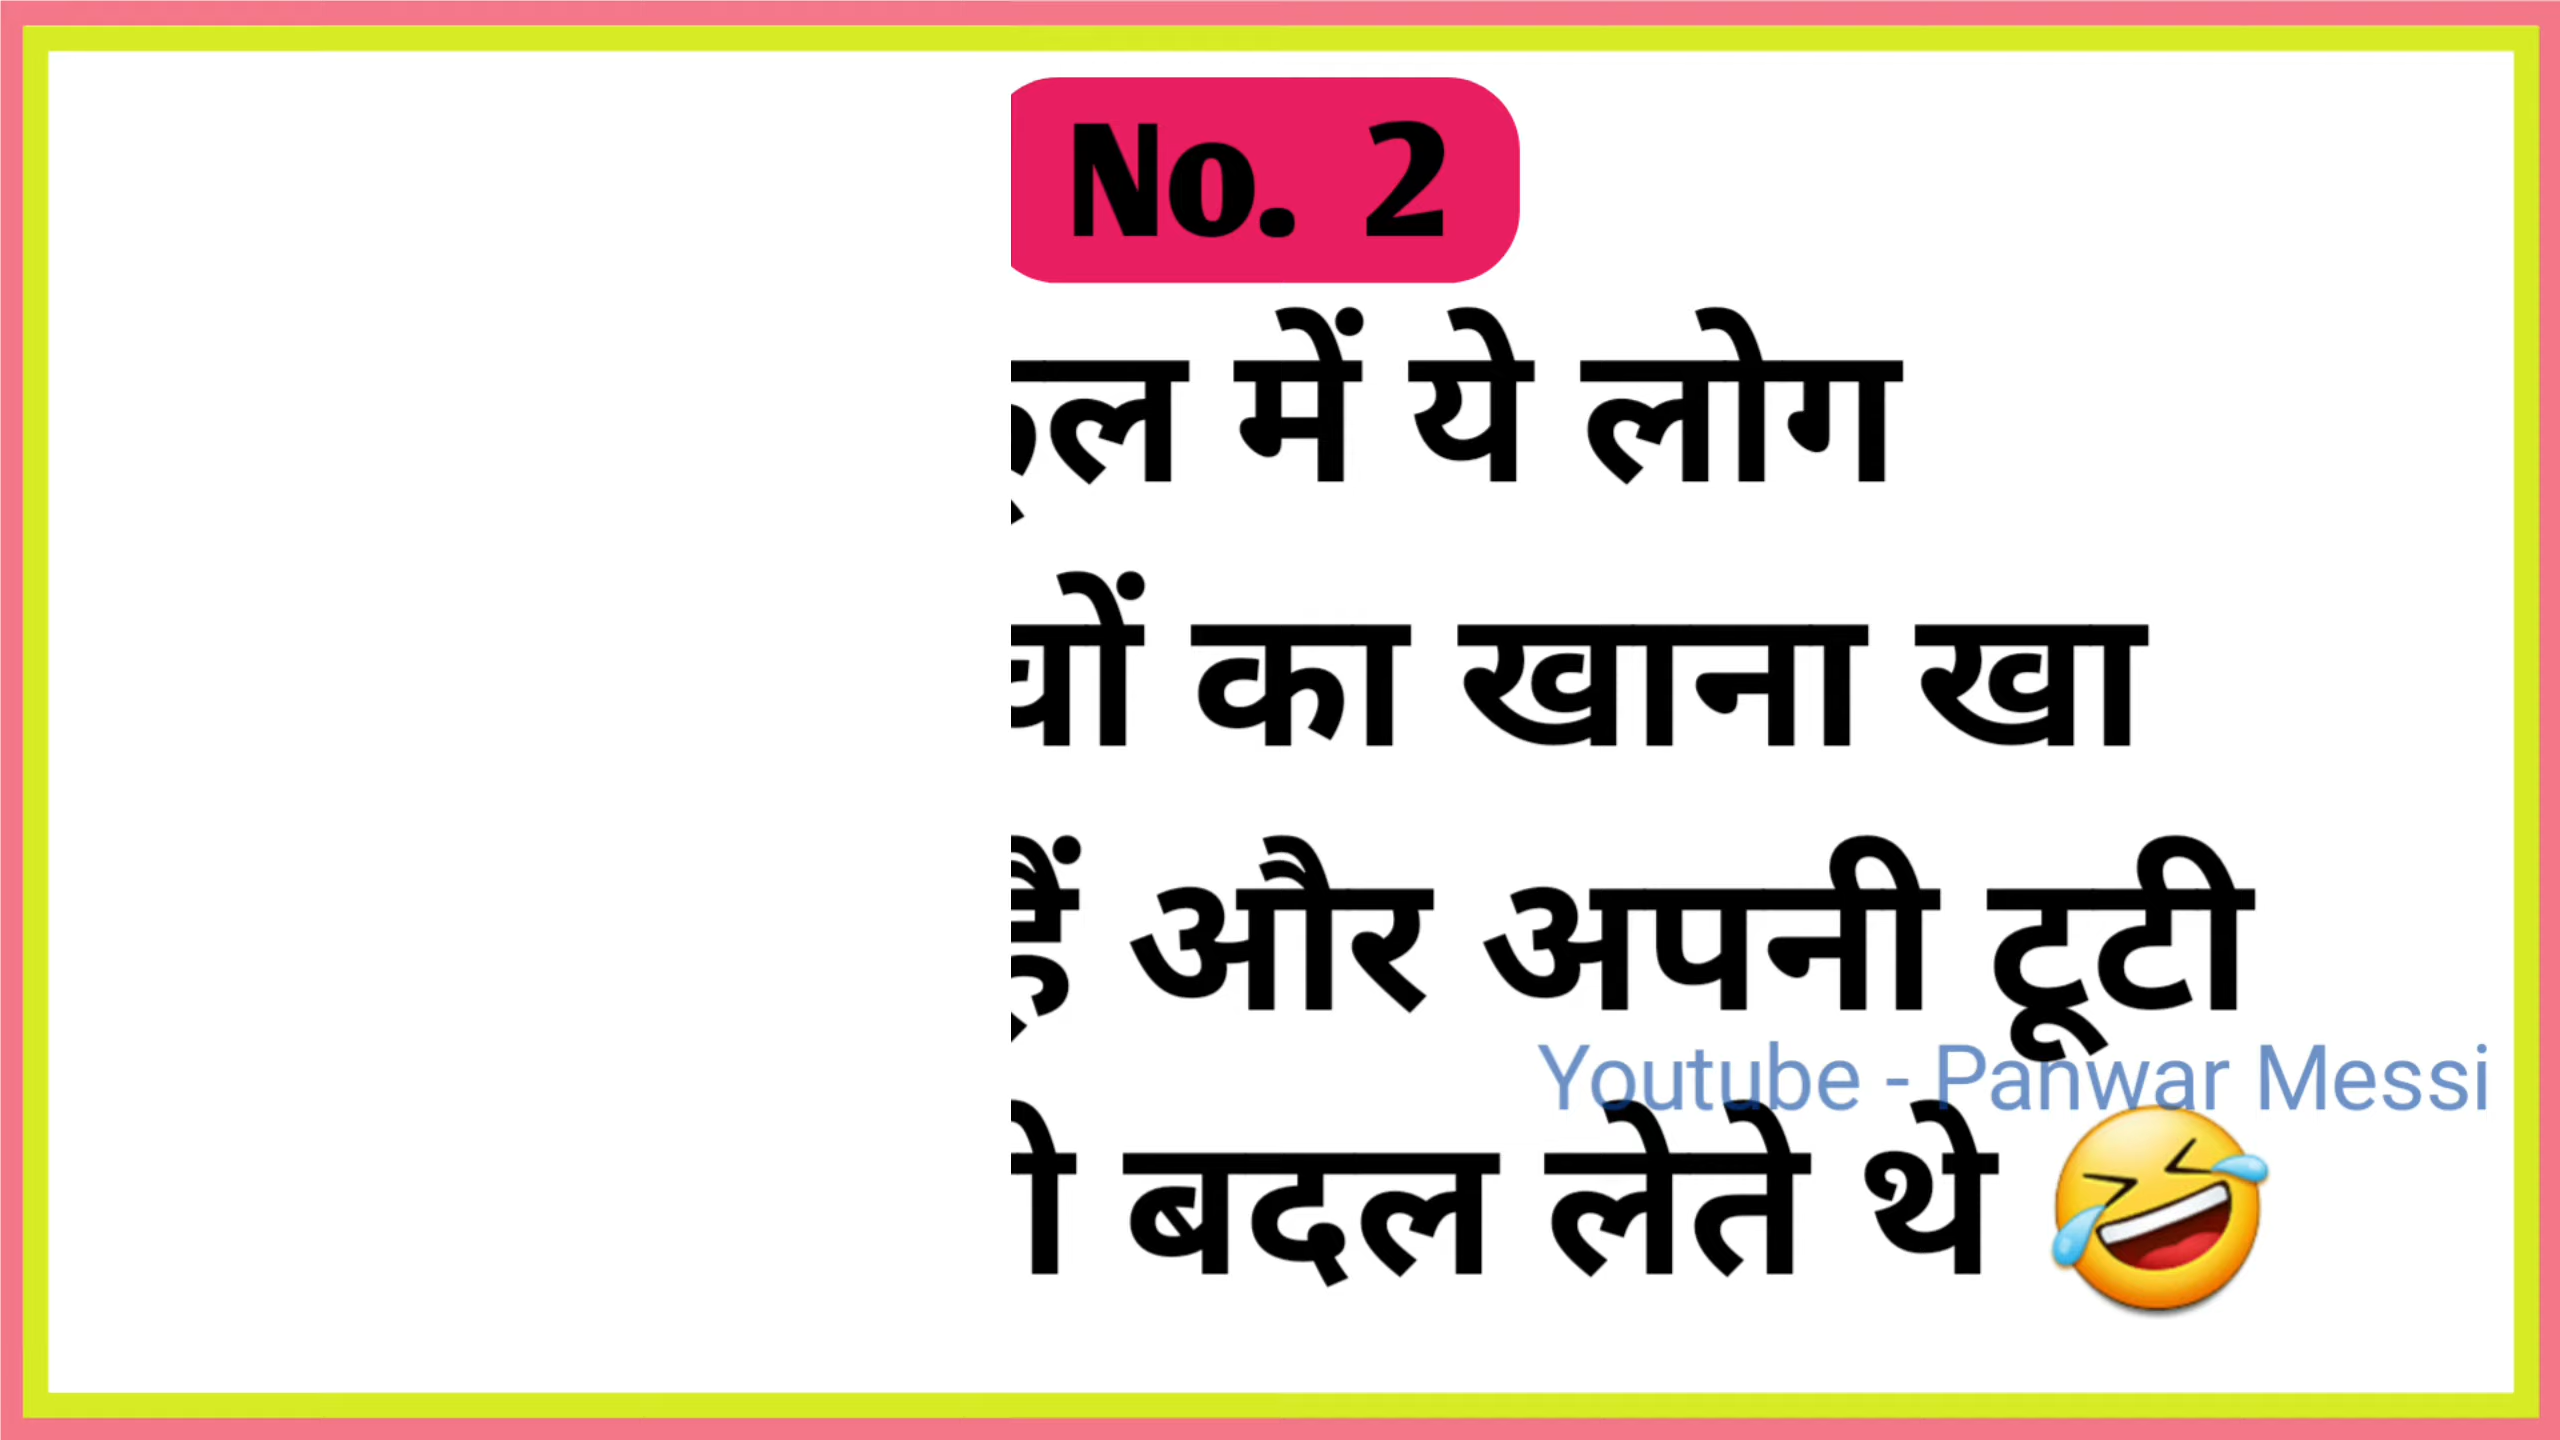 No. 2
में ये लोग
का खाना खा
और अपनी टूटी
Youtube - Panwar Messi
बदल लेते थे 🤣